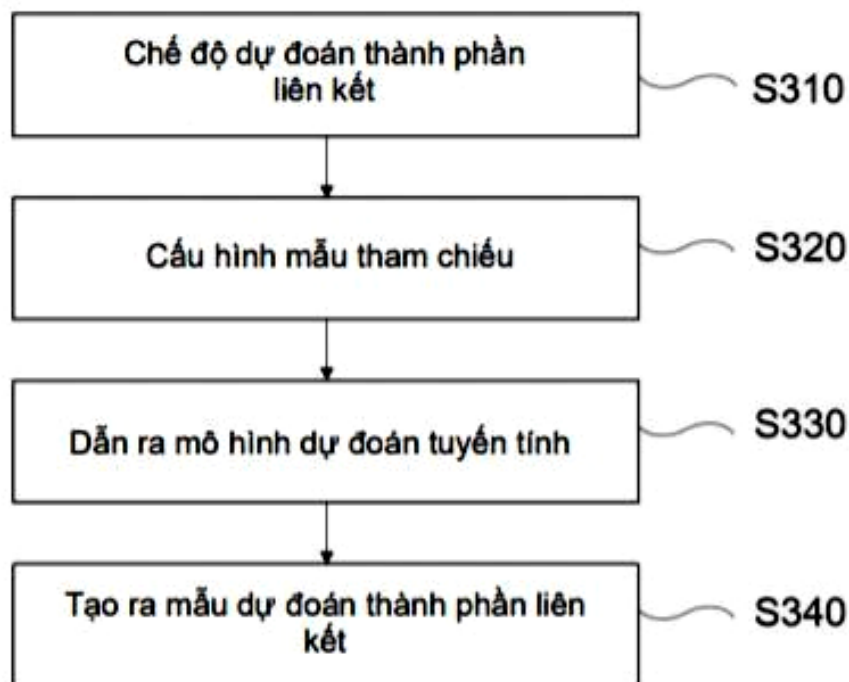 Chế độ dự đoán thành phần
liên kết
S310
Cấu hình mẫu tham chiếu
S320
Dẫn ra mô hình dự đoán tuyến tính
S330
Tạo ra mẫu dự đoán thành phần liên
kết
S340